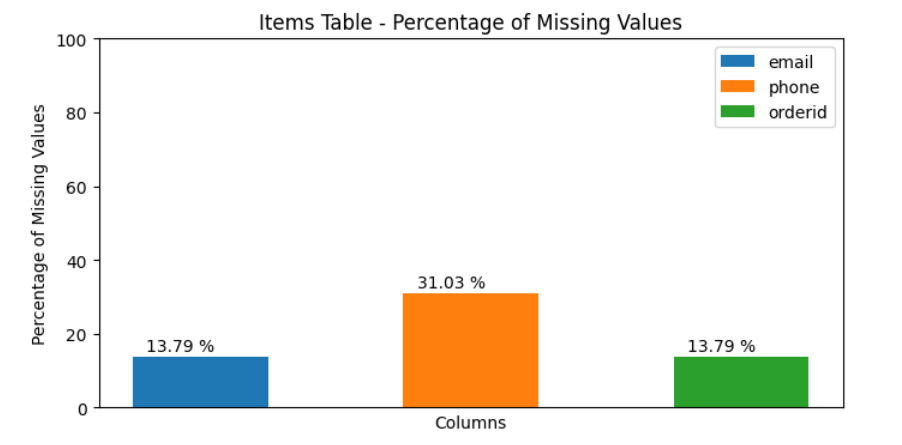 Items Table - Percentage of Missing Values
100
80
60
40
20
0
Percentage of Missing Values
email
phone
orderid
13.79 %
31.03 %
13.79 %
Columns